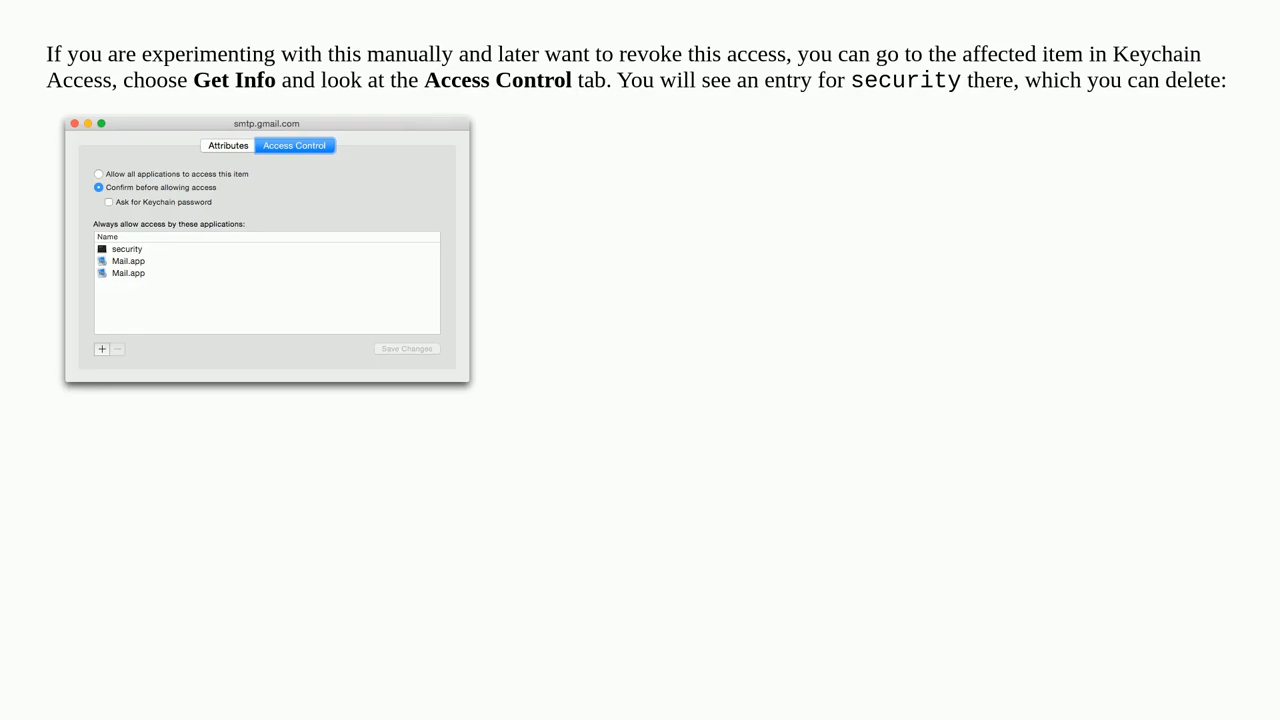 If you are experimenting with this manually and later want to revoke this access, you can go to the affected item in Keychain
Access, choose Get Info and look at the Access Control tab. You will see an entry for security there, which you can delete:
smtp.gmail.com
Attributes Access Control
Allow all applications to access this item
Confirm before allowing access
Ask for Keychain password
Always allow access by these applications:
Name
security
Mail.app
Mail.app
+ − Save Changes